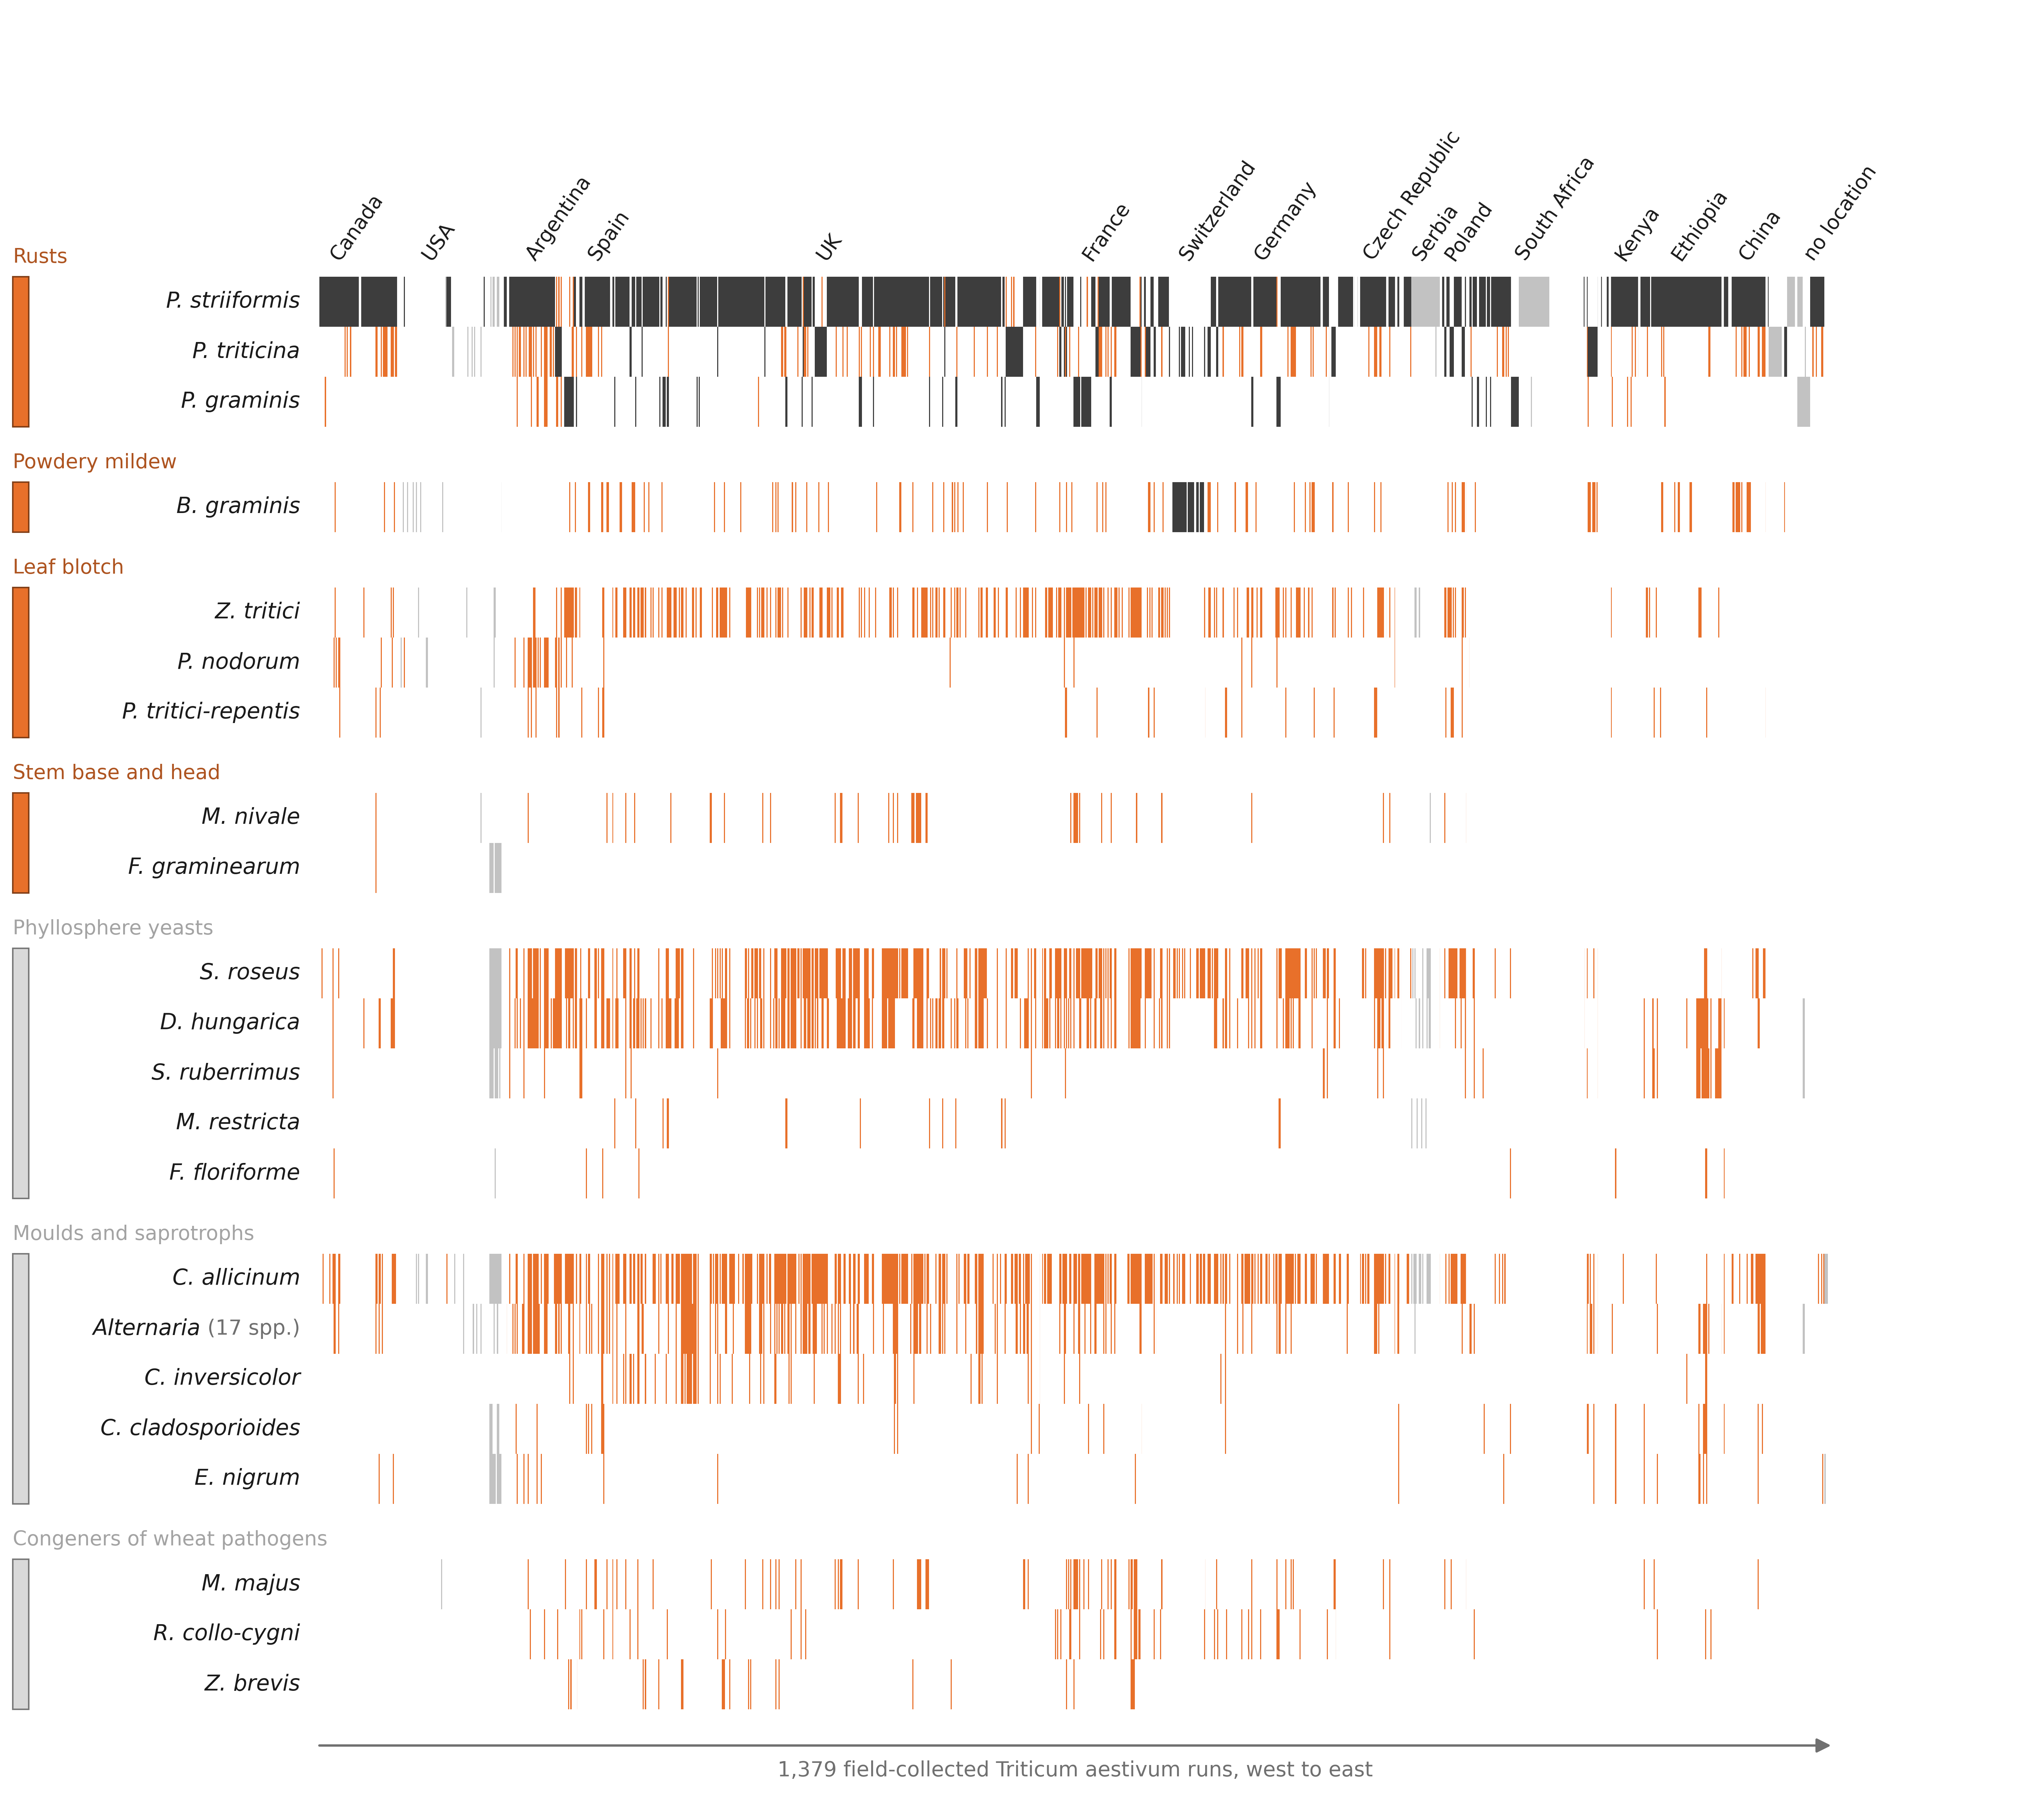 Canada
USA
Argentina
Spain
UK
France
Switzerland
Germany
Czech Republic
Serbia
Poland
South Africa
Kenya
Ethiopia
China
no location
Rusts
P. striiformis
P. triticina
P. graminis
Powdery mildew
B. graminis
Leaf blotch
Z. tritici
P. nodorum
P. tritici-repentis
Stem base and head
M. nivale
F. graminearum
Phyllosphere yeasts
S. roseus
D. hungarica
S. ruberrimus
M. restricta
F. floriforme
Moulds and saprotrophs
C. allicinum
Alternaria (17 spp.)
C. inversicolor
C. cladosporioides
E. nigrum
Congeners of wheat pathogens
M. majus
R. collo-cygni
Z. brevis
1,379 field-collected Triticum aestivum runs, west to east